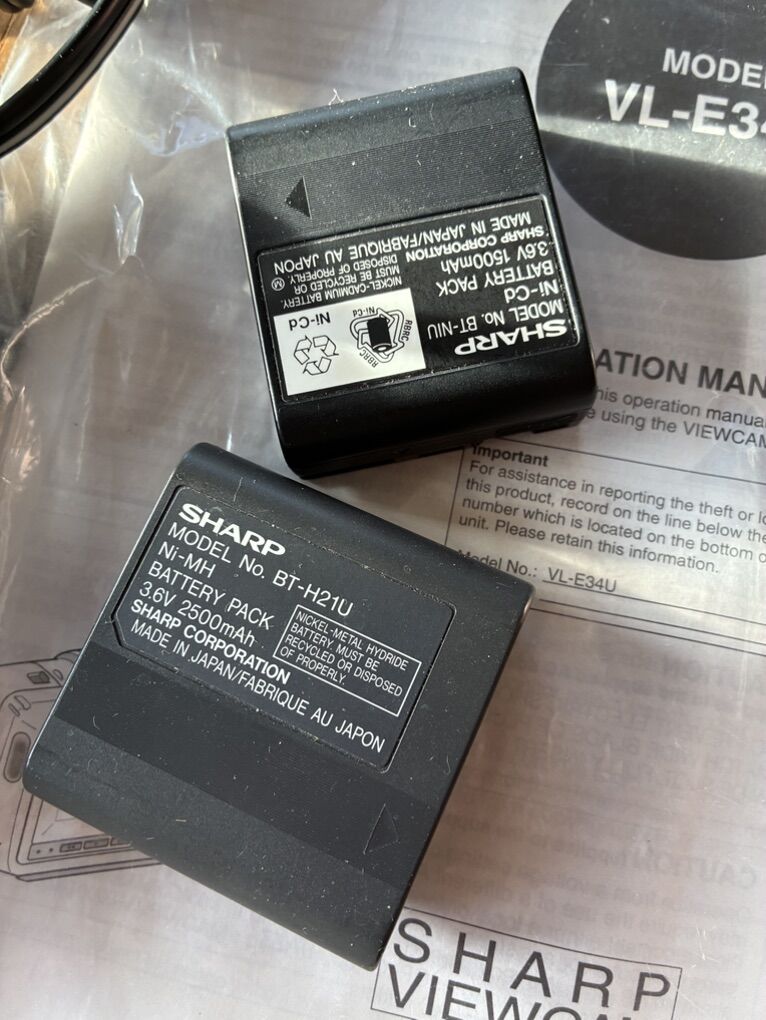 MODEL
VL-E34
SHARP
MODEL No. BT-NIU
Ni-Cd
BATTERY PACK
3.6V 1500mAh
SHARP CORPORATION
MADE IN JAPAN/FABRIQUE AU JAPON
NICKEL-CADMIUM BATTERY.
MUST BE RECYCLED OR
DISPOSED OF PROPERLY. M
RBRC
RBRC
Ni-Cd
Ni-Cd
ATION MAN
his operation manua
e using the VIEWCAM
Important
For assistance in reporting the theft or lo
this product, record on the line below the
number which is located on the bottom o
unit. Please retain this information.
Model No.: VL-E34U
SHARP
MODEL No. BT-H21U
Ni-MH
BATTERY PACK
3.6V 2500mAh
SHARP CORPORATION
MADE IN JAPAN/FABRIQUE AU JAPON
NICKEL-METAL HYDRIDE
BATTERY. MUST BE
RECYCLED OR DISPOSED
OF PROPERLY.
SHARP
VIEWCA